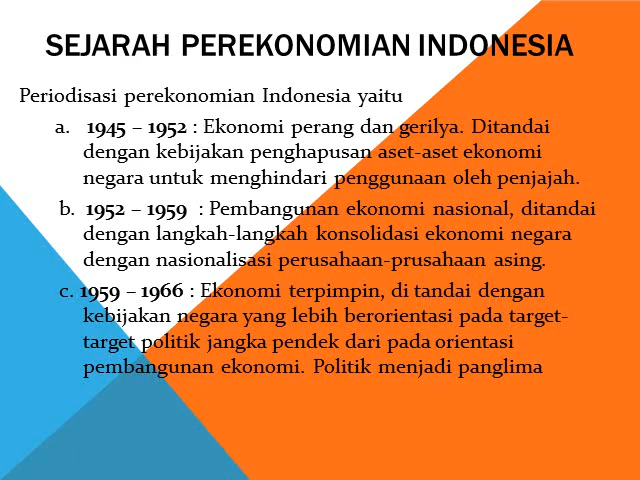 SEJARAH PEREKONOMIAN INDONESIA
Periodisasi perekonomian Indonesia yaitu
a. 1945 – 1952 : Ekonomi perang dan gerilya. Ditandai
dengan kebijakan penghapusan aset-aset ekonomi
negara untuk menghindari penggunaan oleh penjajah.
b. 1952 – 1959 : Pembangunan ekonomi nasional, ditandai
dengan langkah-langkah konsolidasi ekonomi negara
dengan nasionalisasi perusahaan-prusahaan asing.
c. 1959 – 1966 : Ekonomi terpimpin, di tandai dengan
kebijakan negara yang lebih berorientasi pada target-
target politik jangka pendek dari pada orientasi
pembangunan ekonomi. Politik menjadi panglima